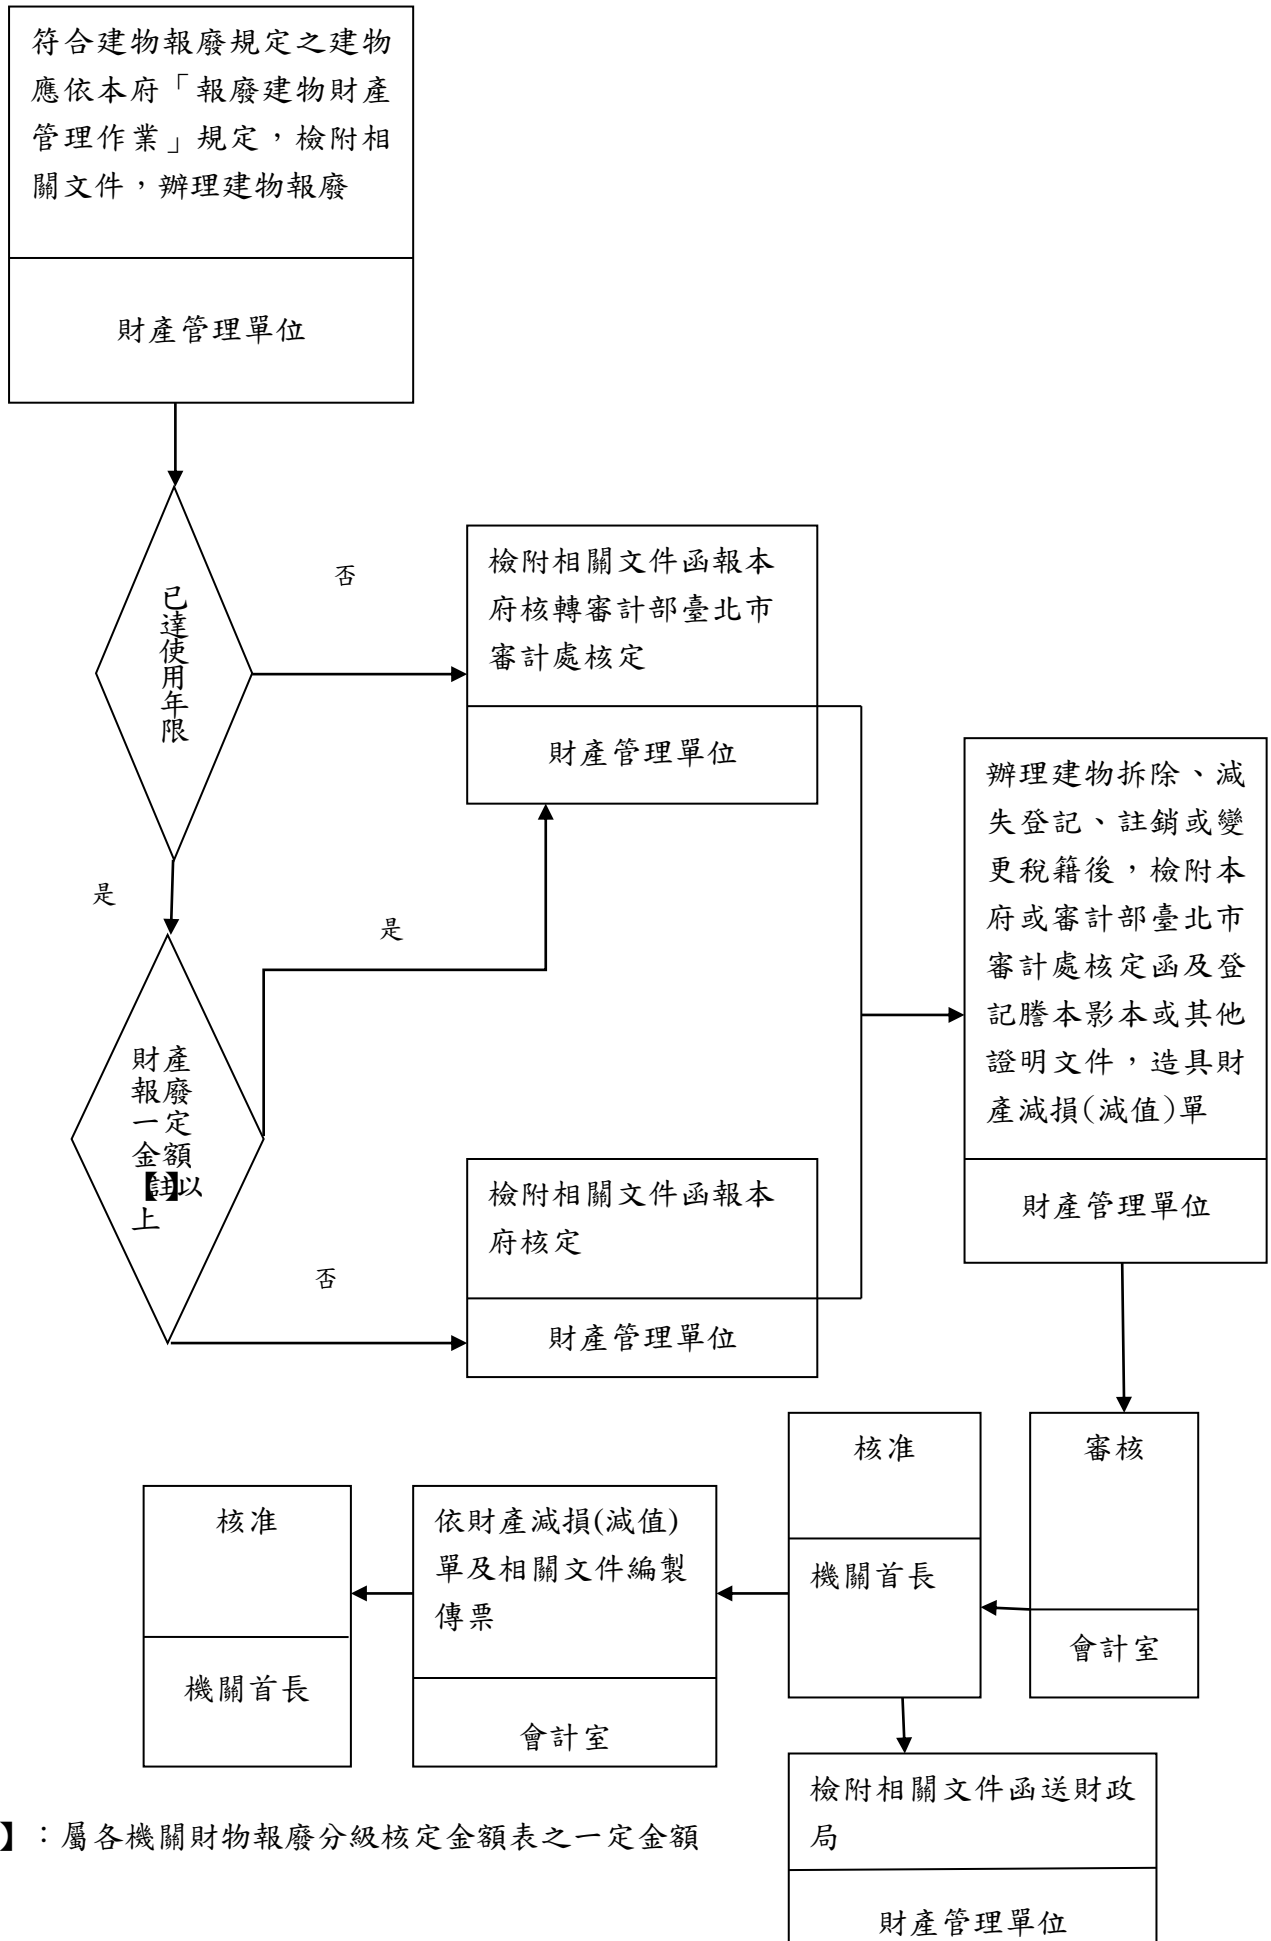 符合建物報廢規定之建物
應依本府「報廢建物財產
管理作業」規定，檢附相
關文件，辦理建物報廢
財產管理單位
已達使用年限
否
是
檢附相關文件函報本
府核轉審計部臺北市
審計處核定
財產管理單位
財產
報廢
一定
金額
【註】以
上
是
否
檢附相關文件函報本
府核定
財產管理單位
辦理建物拆除、滅
失登記、註銷或變
更稅籍後，檢附本
府或審計部臺北市
審計處核定函及登
記謄本影本或其他
證明文件，造具財
產減損(減值)單
財產管理單位
審核
會計室
核准
機關首長
依財產減損(減值)
單及相關文件編製
傳票
會計室
核准
機關首長
檢附相關文件函送財政
局
財產管理單位
】：屬各機關財物報廢分級核定金額表之一定金額